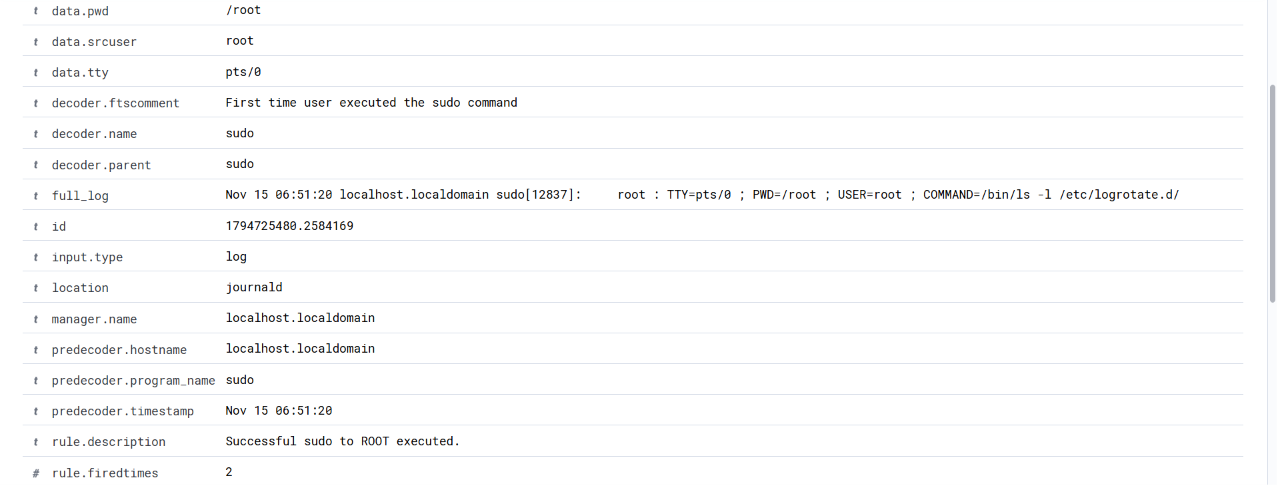 t data.pwd /root
t data.srcuser root
t data.tty pts/0
t decoder.ftscomment First time user executed the sudo command
t decoder.name sudo
t decoder.parent sudo
t full_log Nov 15 06:51:20 localhost.localdomain sudo[12837]:     root : TTY=pts/0 ; PWD=/root ; USER=root ; COMMAND=/bin/ls -l /etc/logrotate.d/
t id 1794725480.2584169
t input.type log
t location journald
t manager.name localhost.localdomain
t predecoder.hostname localhost.localdomain
t predecoder.program_name sudo
t predecoder.timestamp Nov 15 06:51:20
t rule.description Successful sudo to ROOT executed.
# rule.firedtimes 2